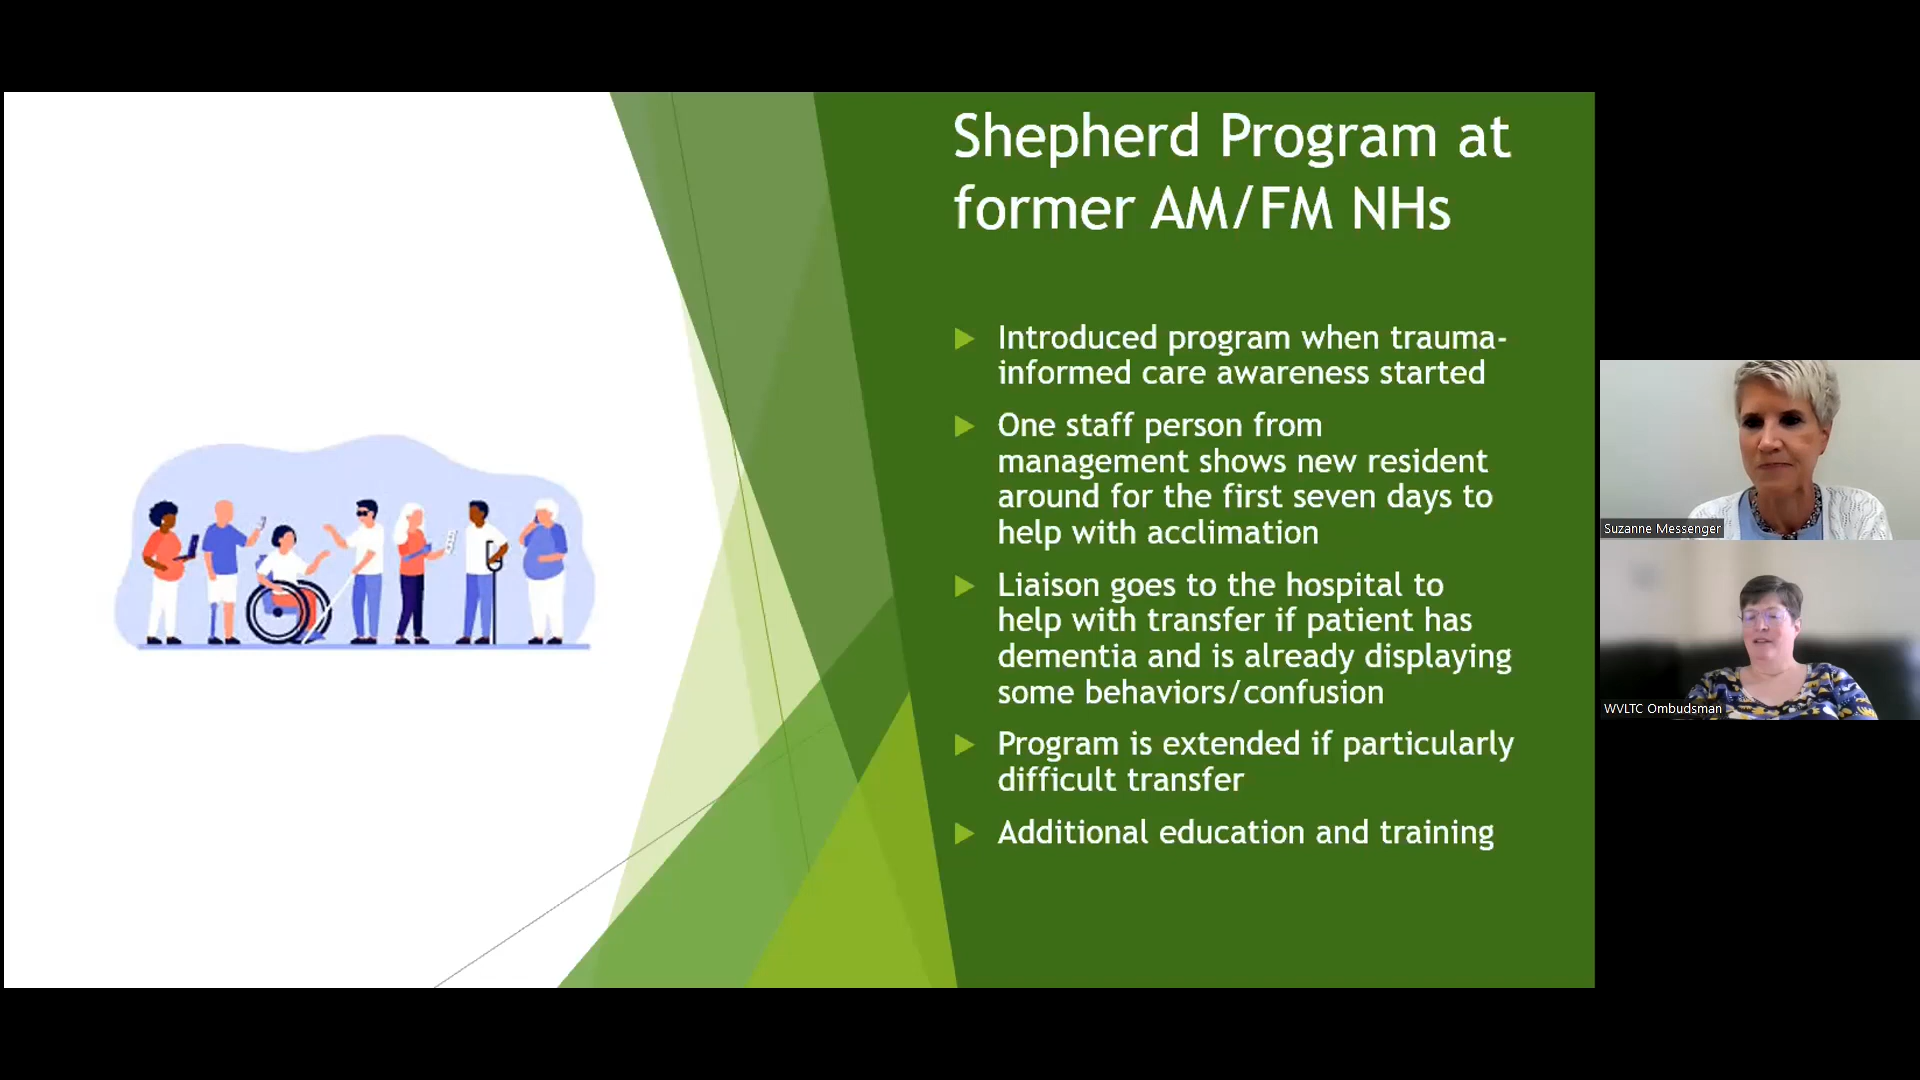 Shepherd Program at
former AM/FM NHs
Introduced program when trauma-
informed care awareness started
One staff person from
management shows new resident
around for the first seven days to
help with acclimation
Liaison goes to the hospital to
help with transfer if patient has
dementia and is already displaying
some behaviors/confusion
Program is extended if particularly
difficult transfer
Additional education and training
Suzanne Messenger
WVLTC Ombudsman